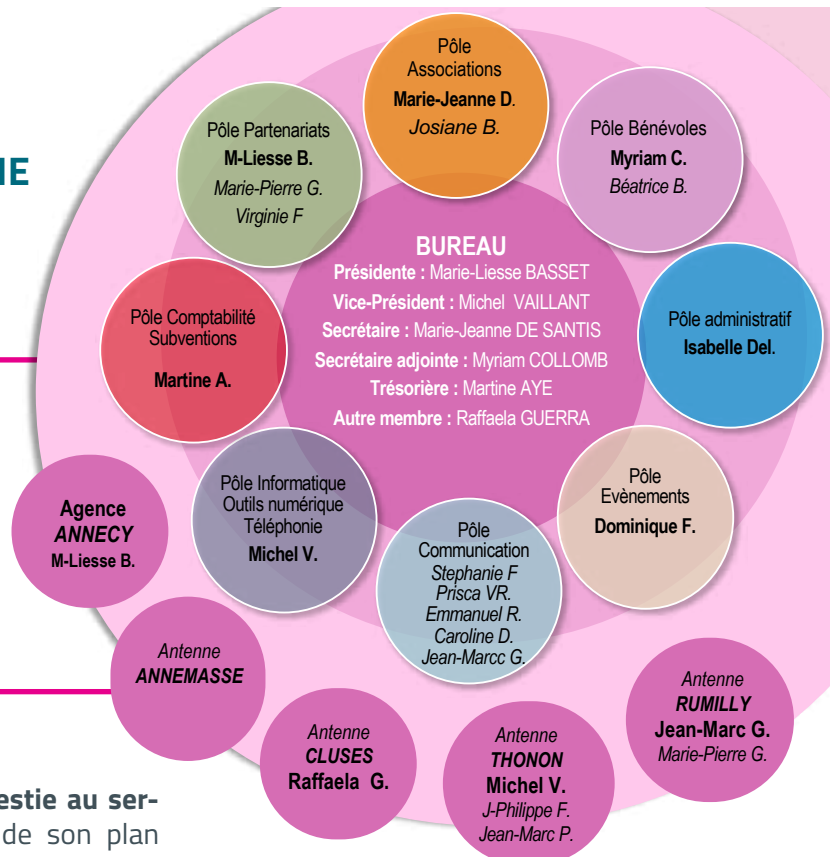 Pôle
Associations
Marie-Jeanne D.
Josiane B.
Pôle Partenariats
M-Liesse B.
Marie-Pierre G.
Virginie F
Pôle Bénévoles
Myriam C.
Béatrice B.
IE
BUREAU
Présidente : Marie-Liesse BASSET
Vice-Président : Michel VAILLANT
Secrétaire : Marie-Jeanne DE SANTIS
Secrétaire adjointe : Myriam COLLOMB
Trésorière : Martine AYE
Autre membre : Raffaela GUERRA
Pôle Comptabilité
Subventions
Martine A.
Pôle administratif
Isabelle Del.
Pôle Informatique
Outils numérique
Téléphonie
Michel V.
Pôle
Evènements
Dominique F.
Pôle
Communication
Stephanie F
Prisca VR.
Emmanuel R.
Caroline D.
Jean-Marcc G.
Agence
ANNECY
M-Liesse B.
Antenne
ANNEMASSE
Antenne
CLUSES
Raffaela G.
Antenne
THONON
Michel V.
J-Philippe F.
Jean-Marc P.
Antenne
RUMILLY
Jean-Marc G.
Marie-Pierre G.
estie au ser-
de son plan